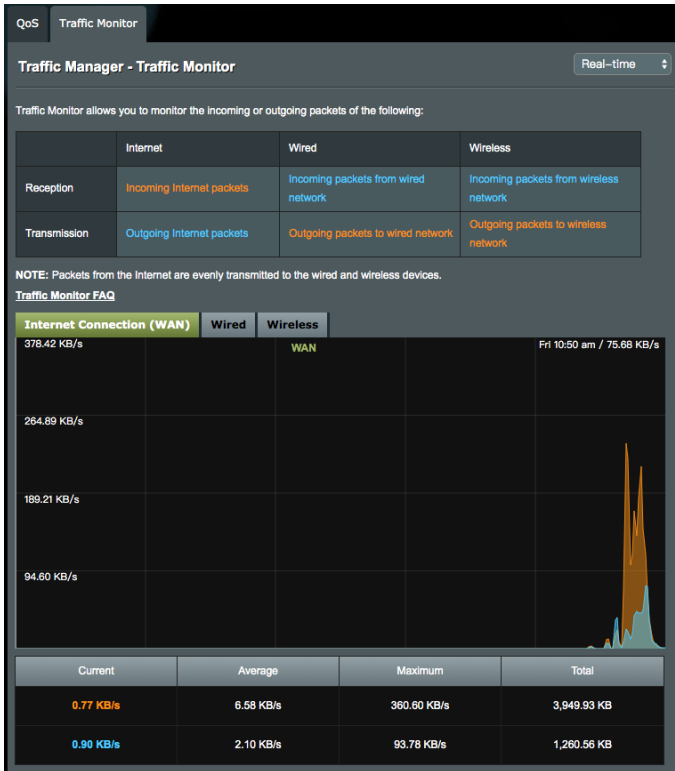 QoS
Traffic Monitor
Traffic Manager - Traffic Monitor
Real-time
Traffic Monitor allows you to monitor the incoming or outgoing packets of the following:
Internet
Wired
Wireless
Reception
Incoming Internet packets
Incoming packets from wired
network
Incoming packets from wireless
network
Transmission
Outgoing Internet packets
Outgoing packets to wired network
Outgoing packets to wireless
network
NOTE: Packets from the Internet are evenly transmitted to the wired and wireless devices.
Traffic Monitor FAQ
Internet Connection (WAN)
Wired
Wireless
378.42 KB/s
WAN
Fri 10:50 am / 75.68 KB/s
264.89 KB/s
189.21 KB/s
94.60 KB/s
Current
Average
Maximum
Total
0.77 KB/s
6.58 KB/s
360.60 KB/s
3,949.93 KB
0.90 KB/s
2.10 KB/s
93.78 KB/s
1,260.56 KB